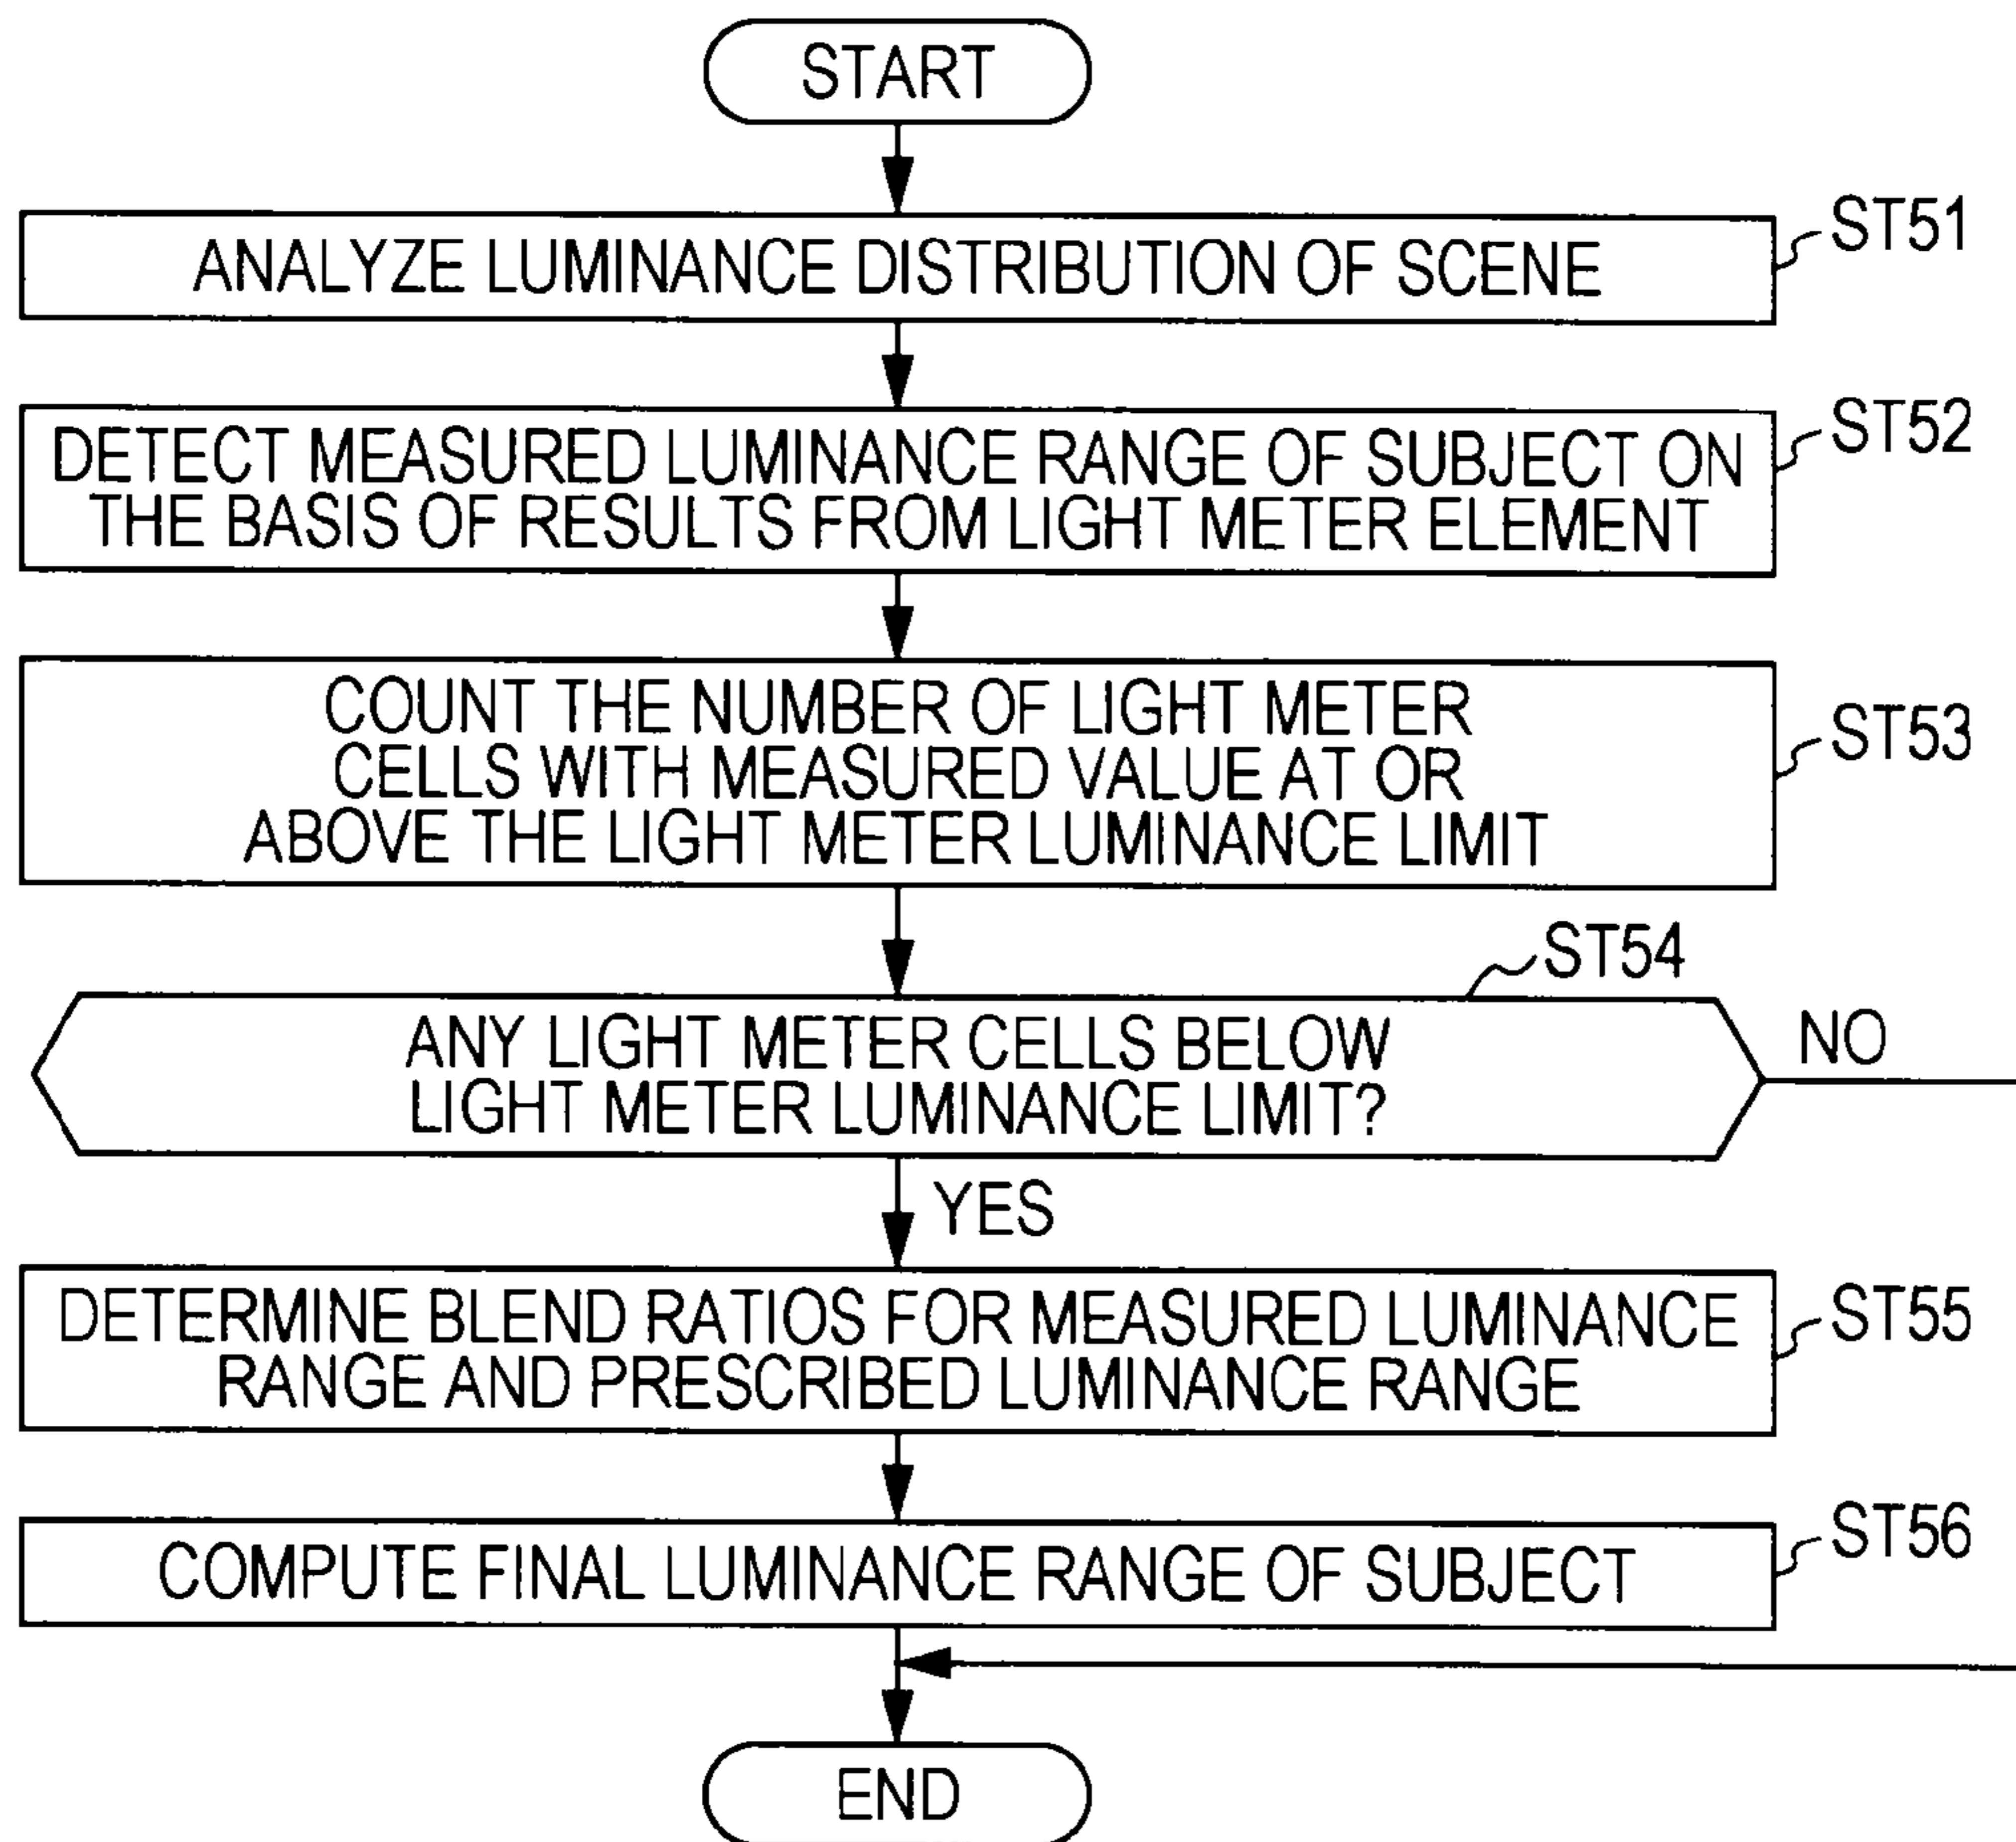 START
ANALYZE LUMINANCE DISTRIBUTION OF SCENE
ST51
DETECT MEASURED LUMINANCE RANGE OF SUBJECT ON
THE BASIS OF RESULTS FROM LIGHT METER ELEMENT
ST52
COUNT THE NUMBER OF LIGHT METER
CELLS WITH MEASURED VALUE AT OR
ABOVE THE LIGHT METER LUMINANCE LIMIT
ST53
ST54
ANY LIGHT METER CELLS BELOW
LIGHT METER LUMINANCE LIMIT?
NO
YES
DETERMINE BLEND RATIOS FOR MEASURED LUMINANCE
RANGE AND PRESCRIBED LUMINANCE RANGE
ST55
COMPUTE FINAL LUMINANCE RANGE OF SUBJECT
ST56
END